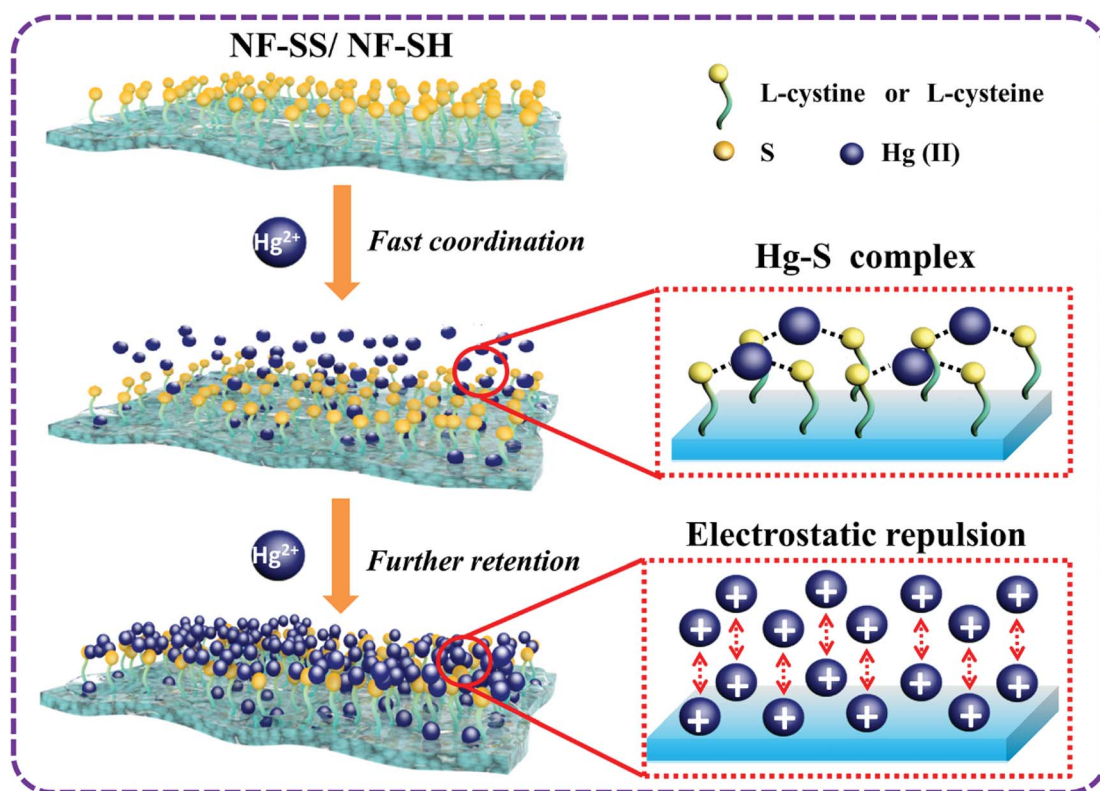 NF-SS/ NF-SH
L-cystine or L-cysteine
S Hg (II)
Hg²⁺ Fast coordination
Hg-S complex
Hg²⁺ Further retention
Electrostatic repulsion
+ + + +
+ + + +
+ + + +
+ + + +